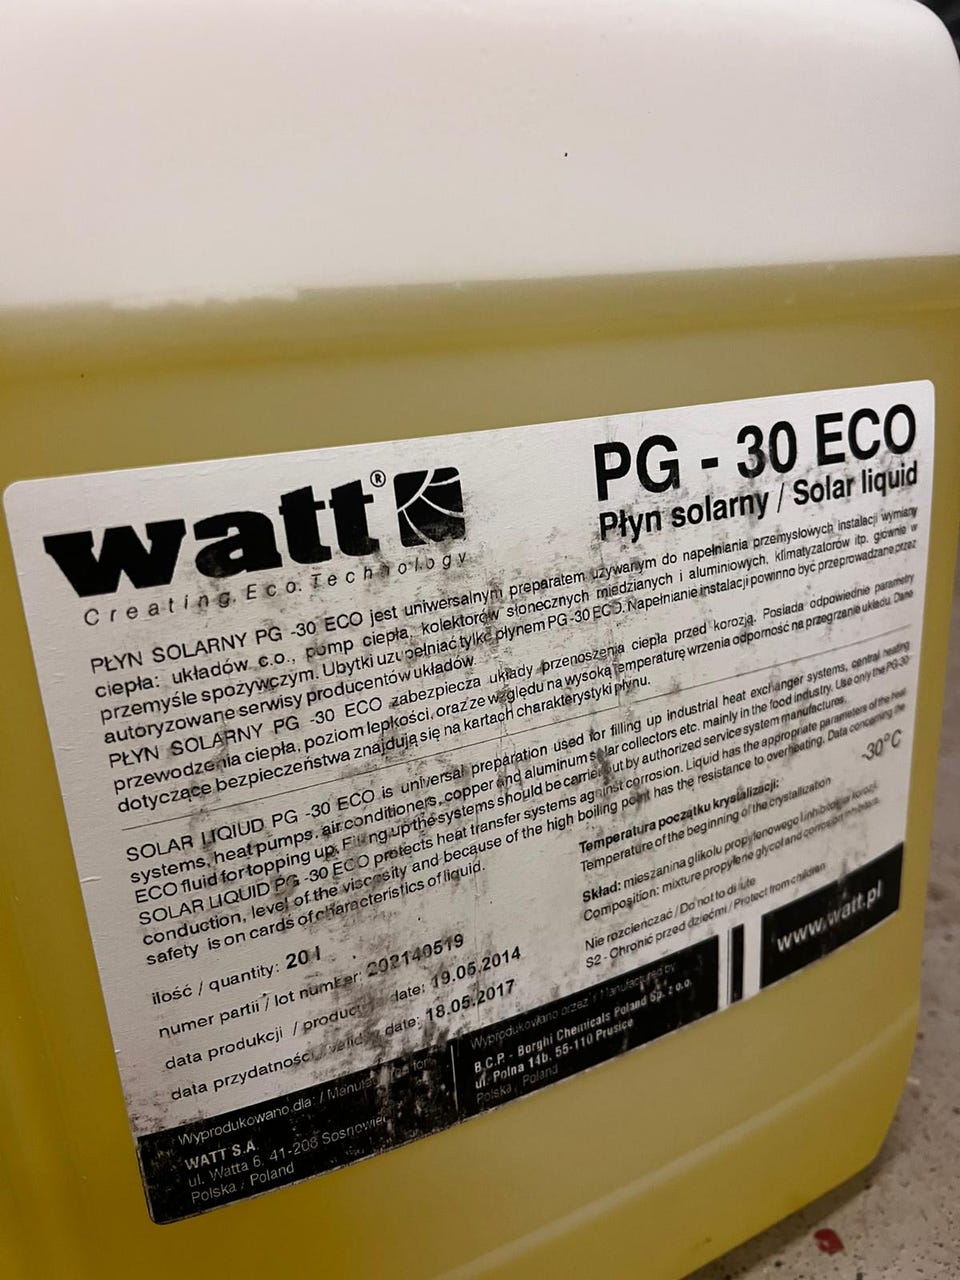 watt®
Creating.Eco.Technology
PG - 30 ECO
Płyn solarny / Solar liquid
PŁYN SOLARNY PG -30 ECO jest uniwersalnym preparatem używanym do napełniania przemysłowych instalacji wymiany
ciepła: układów c.o., pomp ciepła, kolektorów słonecznych miedzianych i aluminiowych, klimatyzatorów itp. głównie w
przemyśle spożywczym. Ubytki uzupełniać tylko płynem PG -30 ECO. Napełnianie instalacji powinno być przeprowadzane przez
autoryzowane serwisy producentów układów.
PŁYN SOLARNY PG -30 ECO zabezpiecza układy przenoszenia ciepła przed korozją. Posiada odpowiednie parametry
przewodzenia ciepła, poziom lepkości, oraz ze względu na wysoką temperaturę wrzenia odporność na przegrzanie układu. Dane
dotyczące bezpieczeństwa znajdują się na kartach charakterystyki płynu.
SOLAR LIQIUD PG -30 ECO is universal preparation used for filling up industrial heat exchanger systems, central heating
systems, heat pumps, air conditioners, copper and aluminum solar collectors etc. mainly in the food industry. Use only the PG-30
ECO fluid for topping up. Filling up the systems should be carried out by authorized service system manufactures.
SOLAR LIQUID PG -30 ECO protects heat transfer systems against corrosion. Liquid has the appropriate parameters of the heat
conduction, level of the viscosity and because of the high boiling point has the resistance to overheating. Data concerning the
safety is on cards of characteristics of liquid.
Temperatura początku krystalizacji:
Temperature of the beginning of the crystallization
-30°C
Skład: mieszanina glikolu propylenowego i inhibitorów korozji.
Composition: mixture propylene glycol and corrosion inhibitors.
Nie rozcieńczać / Do not to dilute
S2 - Chronić przed dziećmi / Protect from children
ilość / quantity: 20 l
numer partii / lot number: 202140519
data produkcji / product date: 19.05.2014
data przydatności / valid date: 18.05.2017
www.watt.pl
Wyprodukowano dla: / Manufactured for:
WATT S.A.
ul. Watta 6, 41-208 Sosnowiec
Polska / Poland
Wyprodukowano przez / Manufactured by
B.C.P. - Borghi Chemicals Poland Sp. z o.o.
ul. Polna 14b, 55-110 Prusice
Polska / Poland